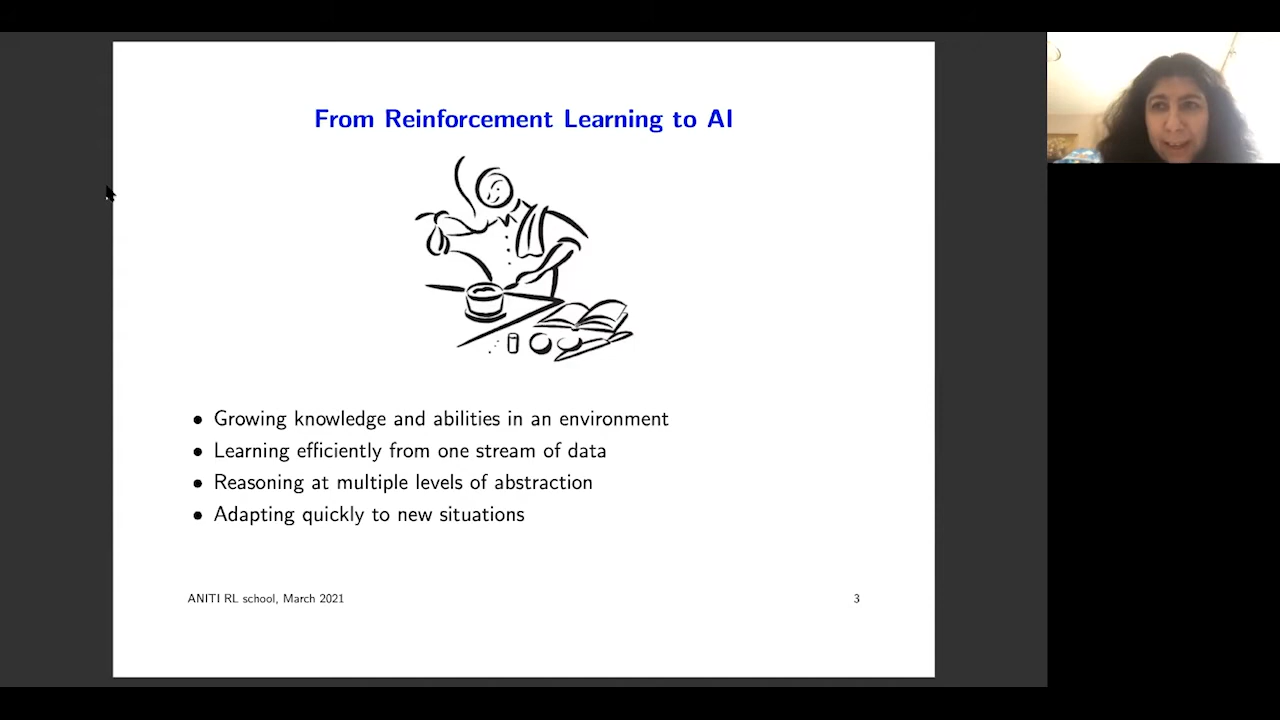 From Reinforcement Learning to AI
• Growing knowledge and abilities in an environment
• Learning efficiently from one stream of data
• Reasoning at multiple levels of abstraction
• Adapting quickly to new situations
ANITI RL school, March 2021
3